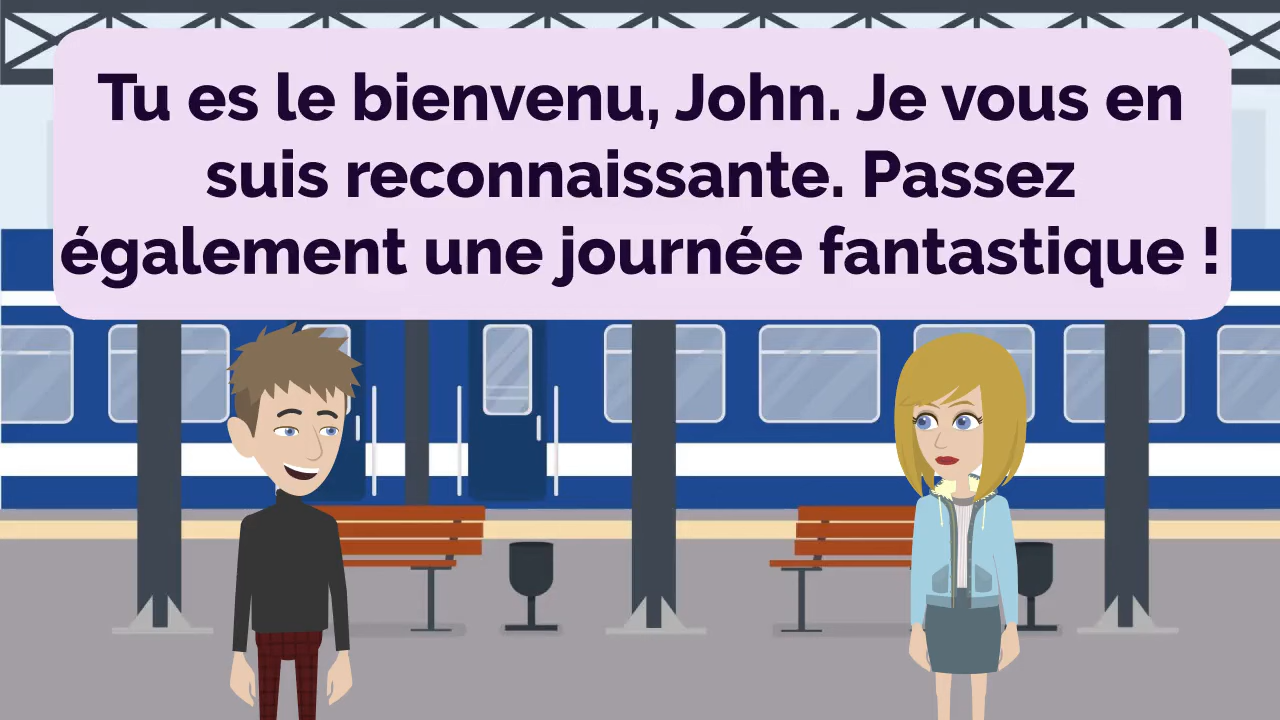 Tu es le bienvenu, John. Je vous en
suis reconnaissante. Passez
également une journée fantastique !